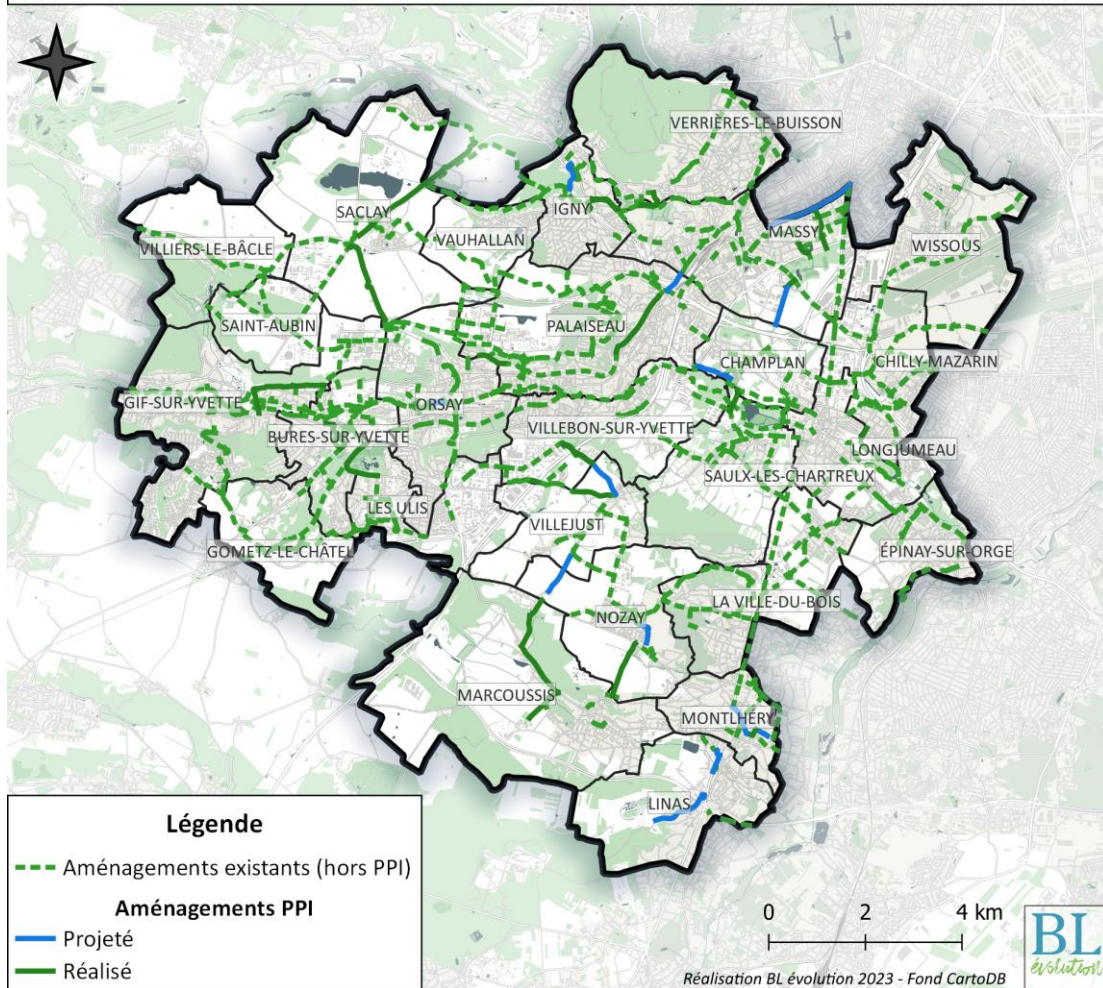 VERRIÈRES-LE-BUISSON
IGNY
MASSY
SACLAY
WISSOUS
VAUHALLAN
VILLIERS-LE-BÂCLE
SAINT-AUBIN
PALAISEAU
CHAMPLAN
CHILLY-MAZARIN
GIF-SUR-YVETTE
ORSAY
BURES-SUR-YVETTE
VILLEBON-SUR-YVETTE
LONGJUMEAU
SAULX-LES-CHARTREUX
LES ULIS
VILLEJUST
GOMETZ-LE-CHÂTEL
ÉPINAY-SUR-ORGE
LA VILLE-DU-BOIS
NOZAY
MARCOUSSIS
MONTLHÉRY
LINAS
Légende
Aménagements existants (hors PPI)
Aménagements PPI
Projeté
Réalisé
0 2 4 km
Réalisation BL évolution 2023 - Fond CartoDB
BL
évolution